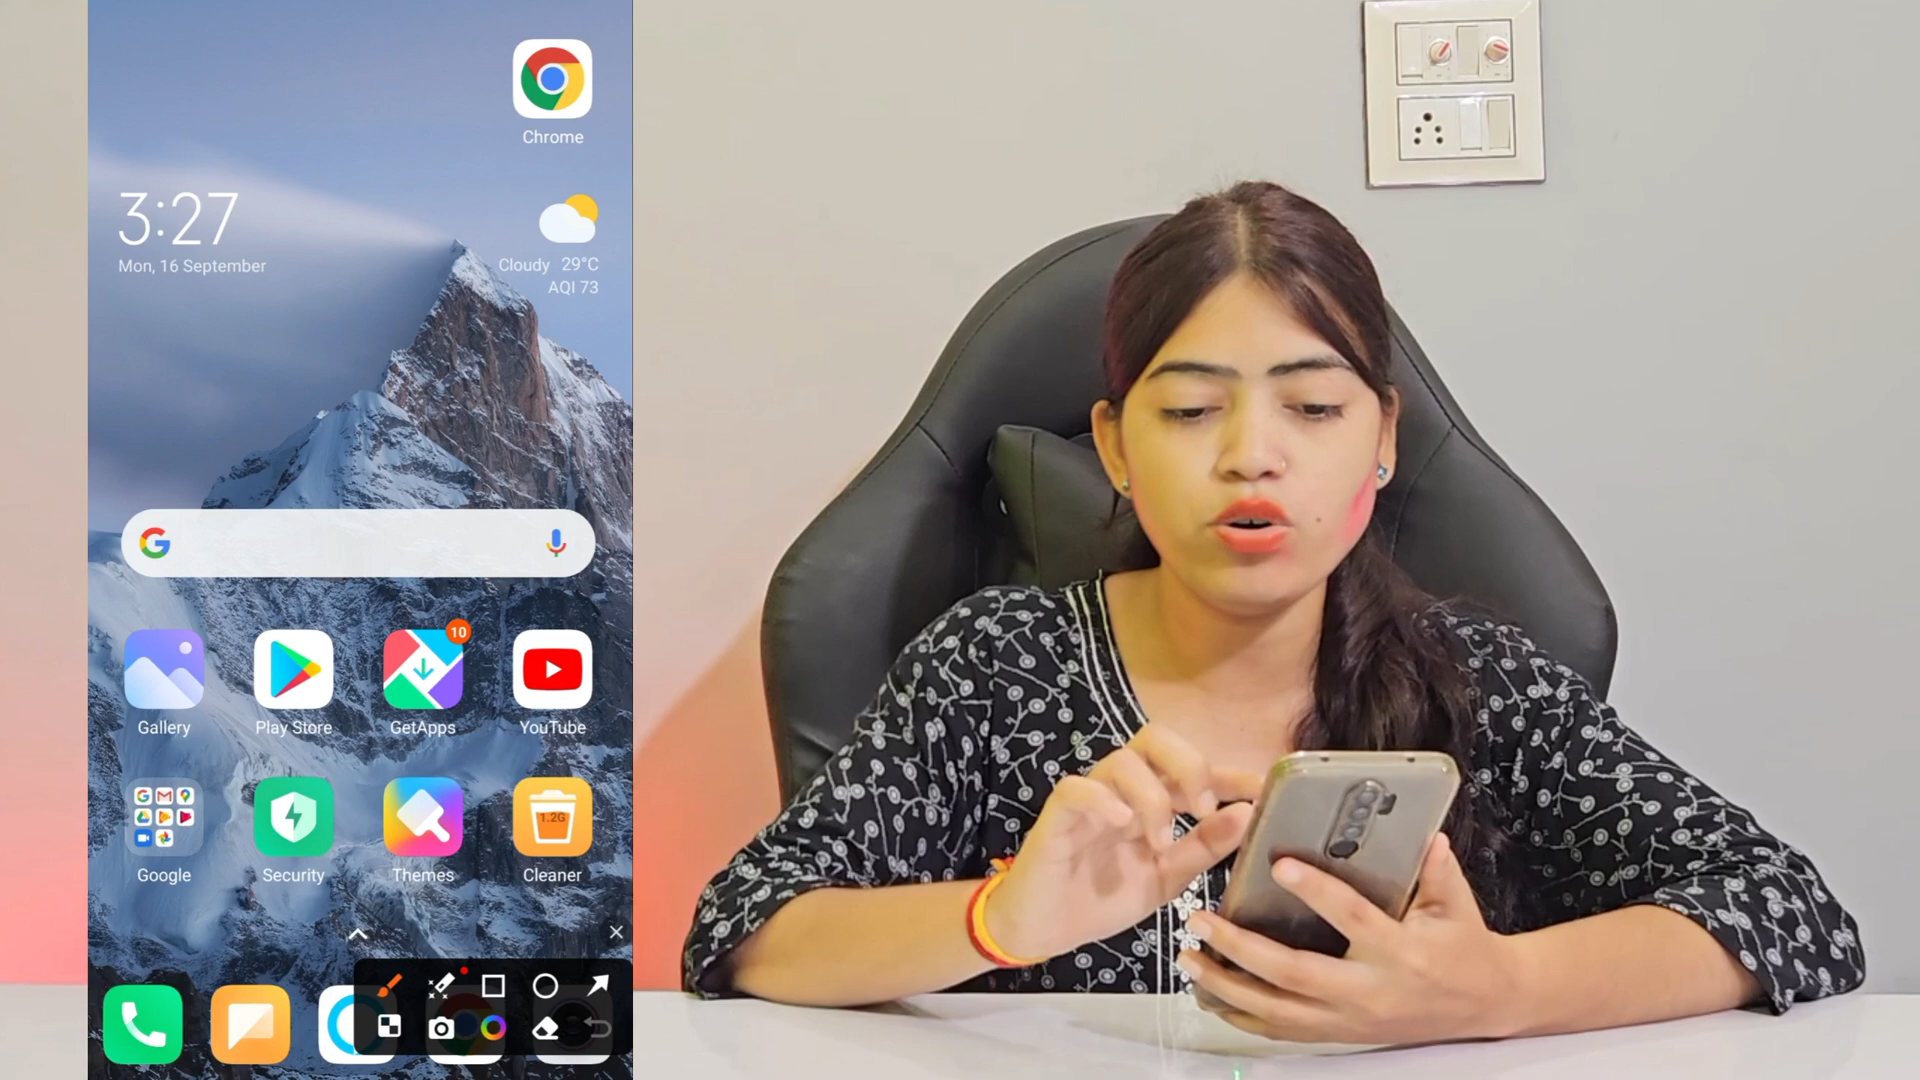 Chrome
3:27
Mon, 16 September
Cloudy 29°C
AQI 73
10
Gallery
Play Store
GetApps
YouTube
1.2G
Google
Security
Themes
Cleaner